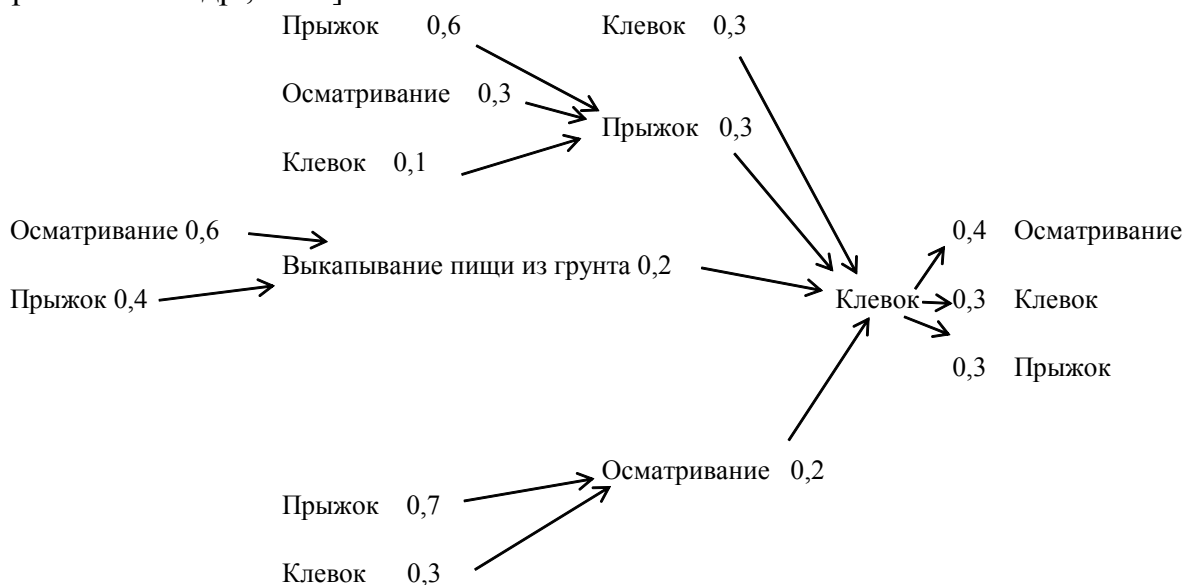 Прыжок 0,6 Клевок 0,3
Осматривание 0,3
Прыжок 0,3
Клевок 0,1
Осматривание 0,6 0,4 Осматривание
Выкапывание пищи из грунта 0,2
Прыжок 0,4 Клевок 0,3 Клевок
0,3 Прыжок
Осматривание 0,2
Прыжок 0,7
Клевок 0,3